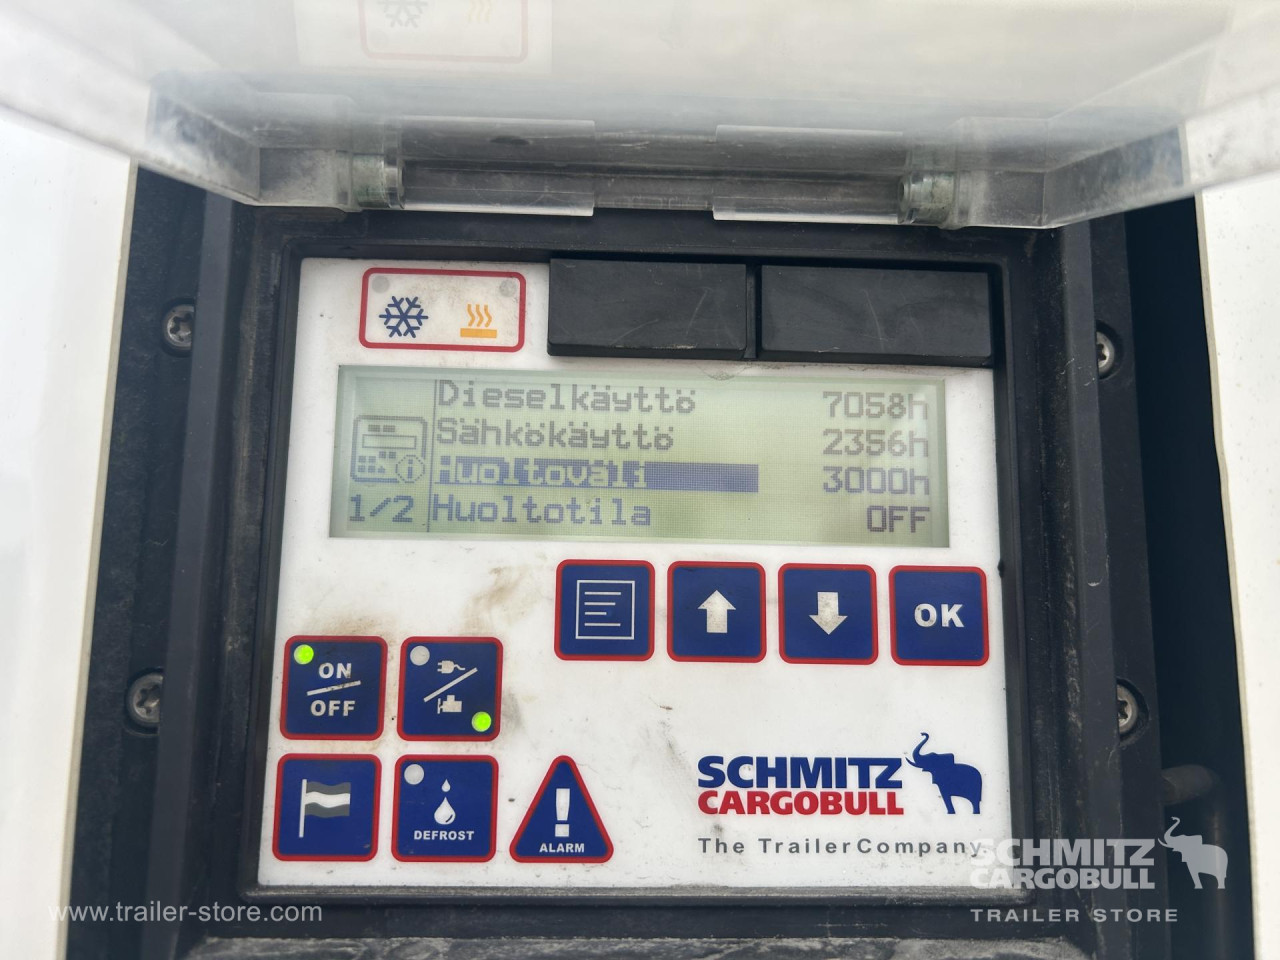 Dieselkäyttö 7058h
Sähkökäyttö 2356h
Huoltoväli 3000h
1/2 Huoltotila OFF
OK
ON
OFF
DEFROST
ALARM
SCHMITZ
CARGOBULL
The TrailerCompany.
SCHMITZ
CARGOBULL
TRAILER STORE
www.trailer-store.com